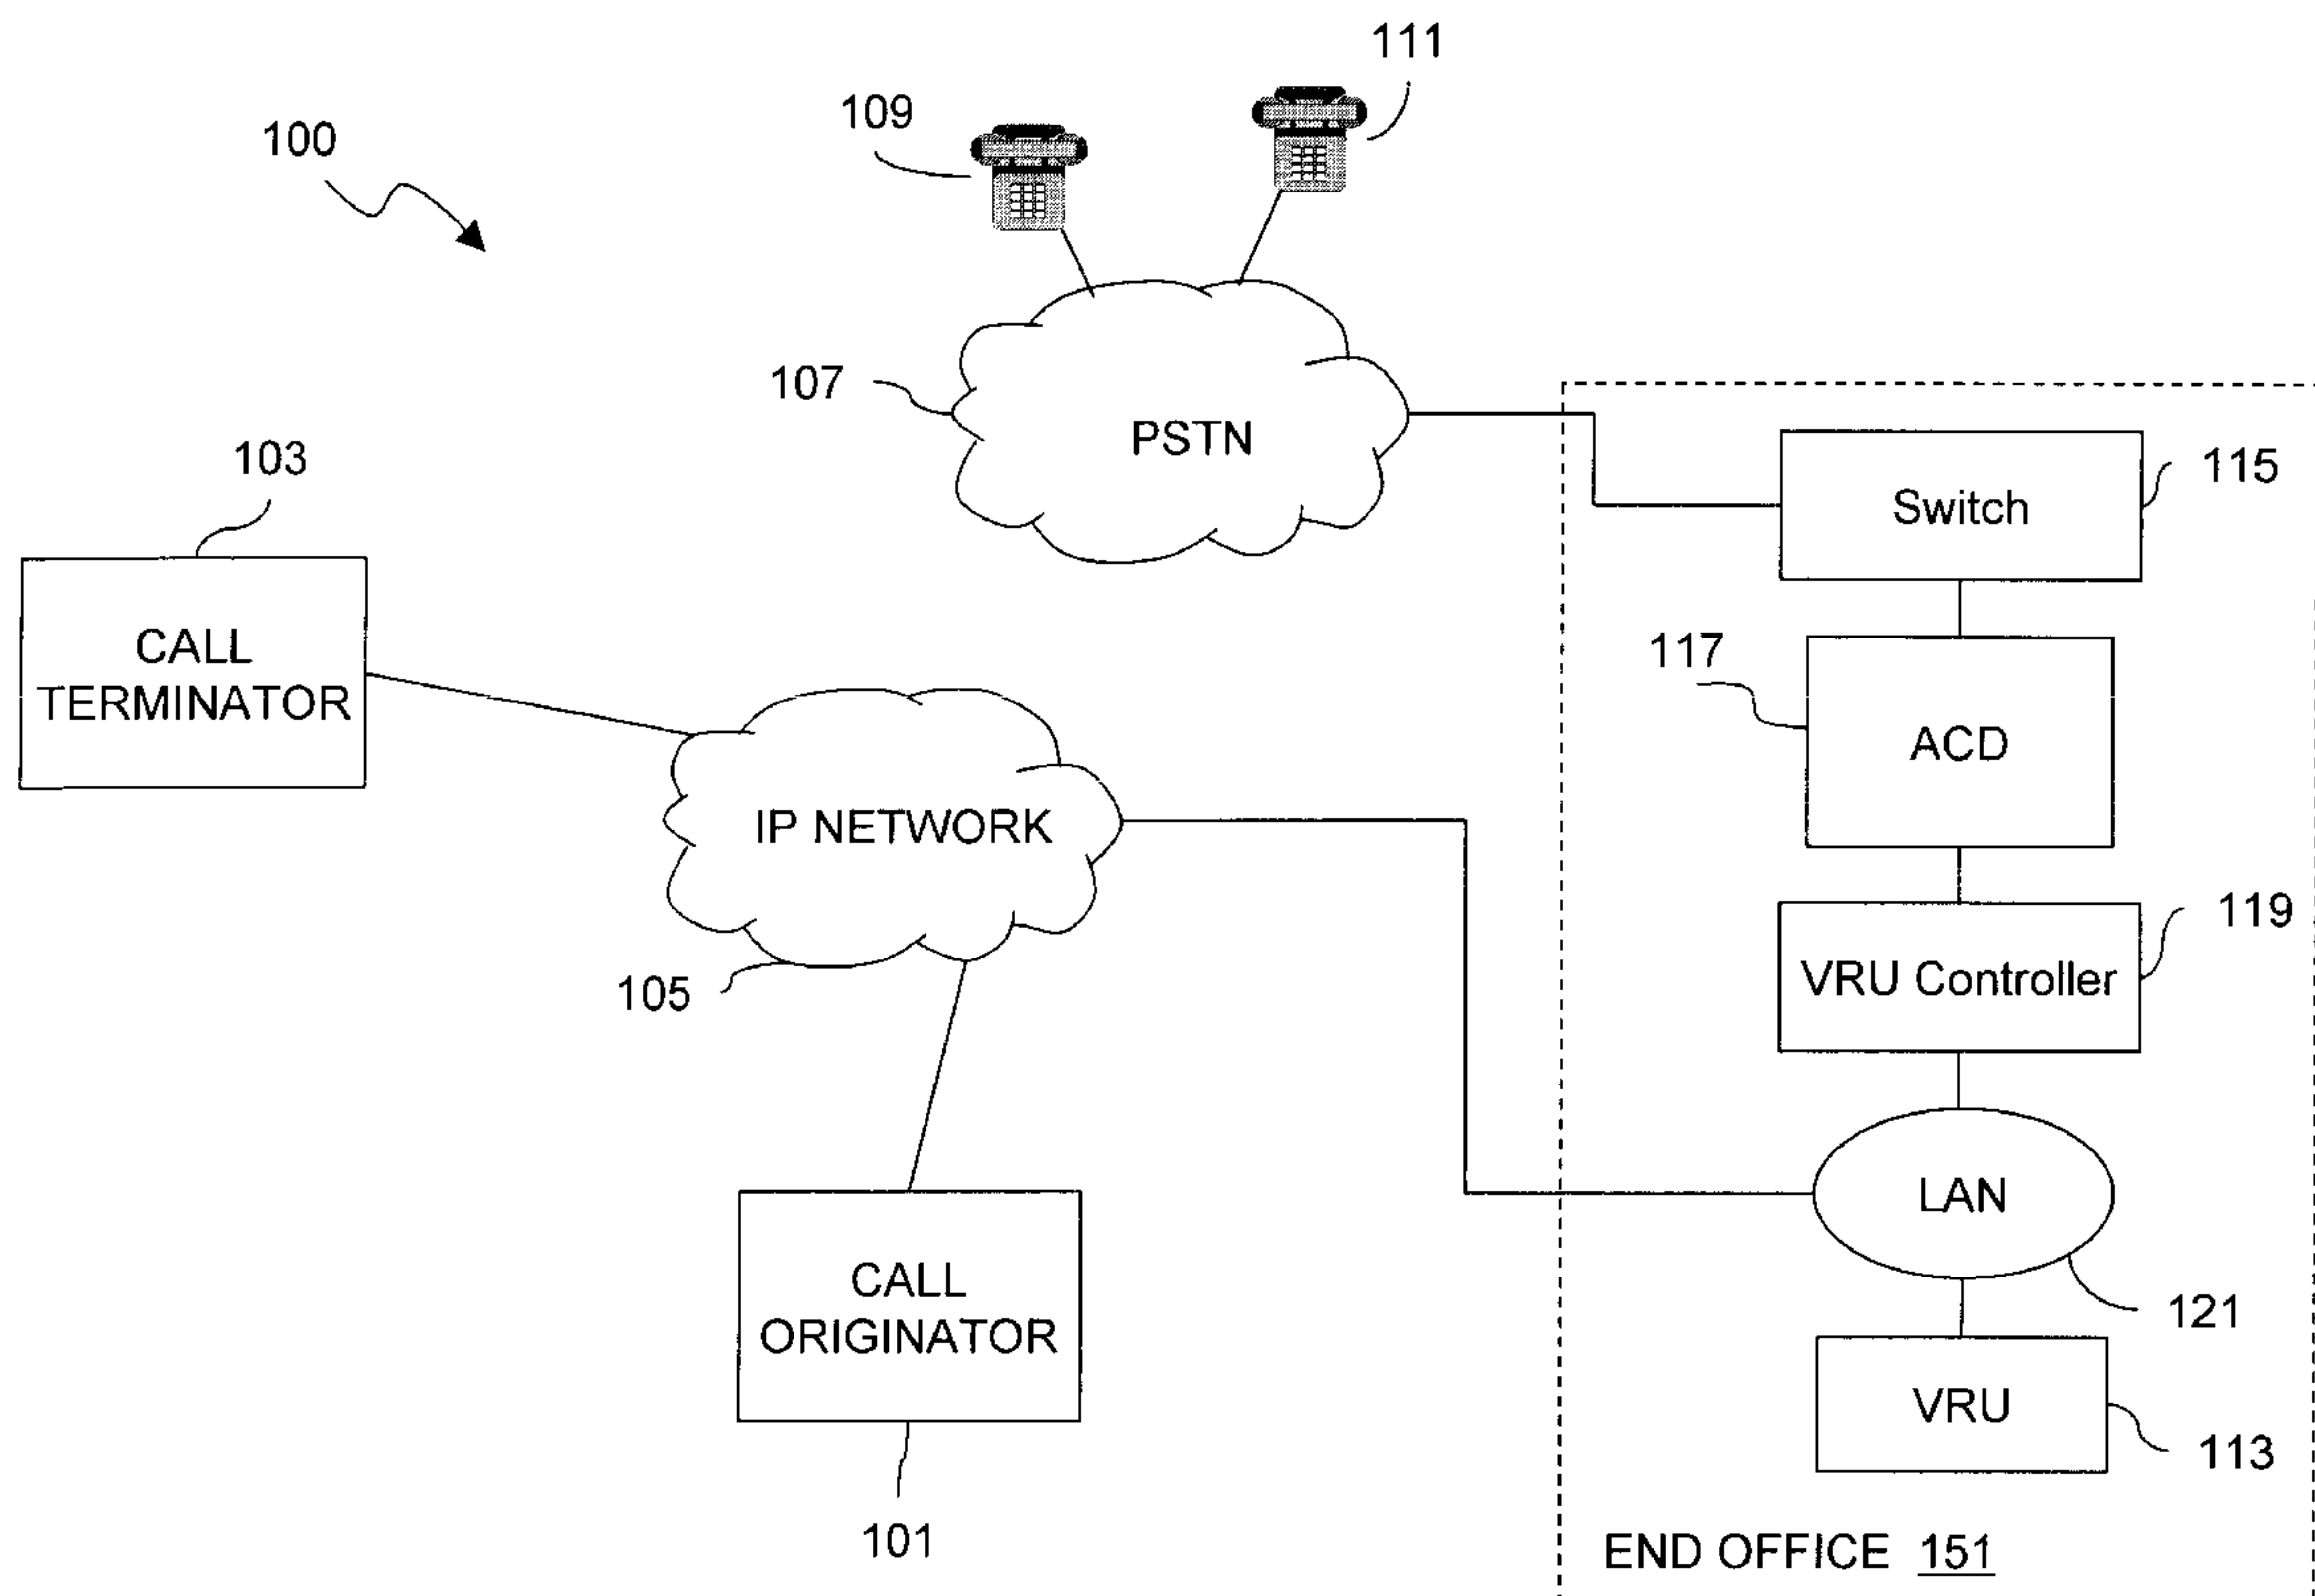 111
109
100
107
PSTN
103
115
Switch
CALL
TERMINATOR
117
ACD
IP NETWORK
119
VRU Controller
105
LAN
CALL
ORIGINATOR
121
VRU
113
101
END OFFICE 151